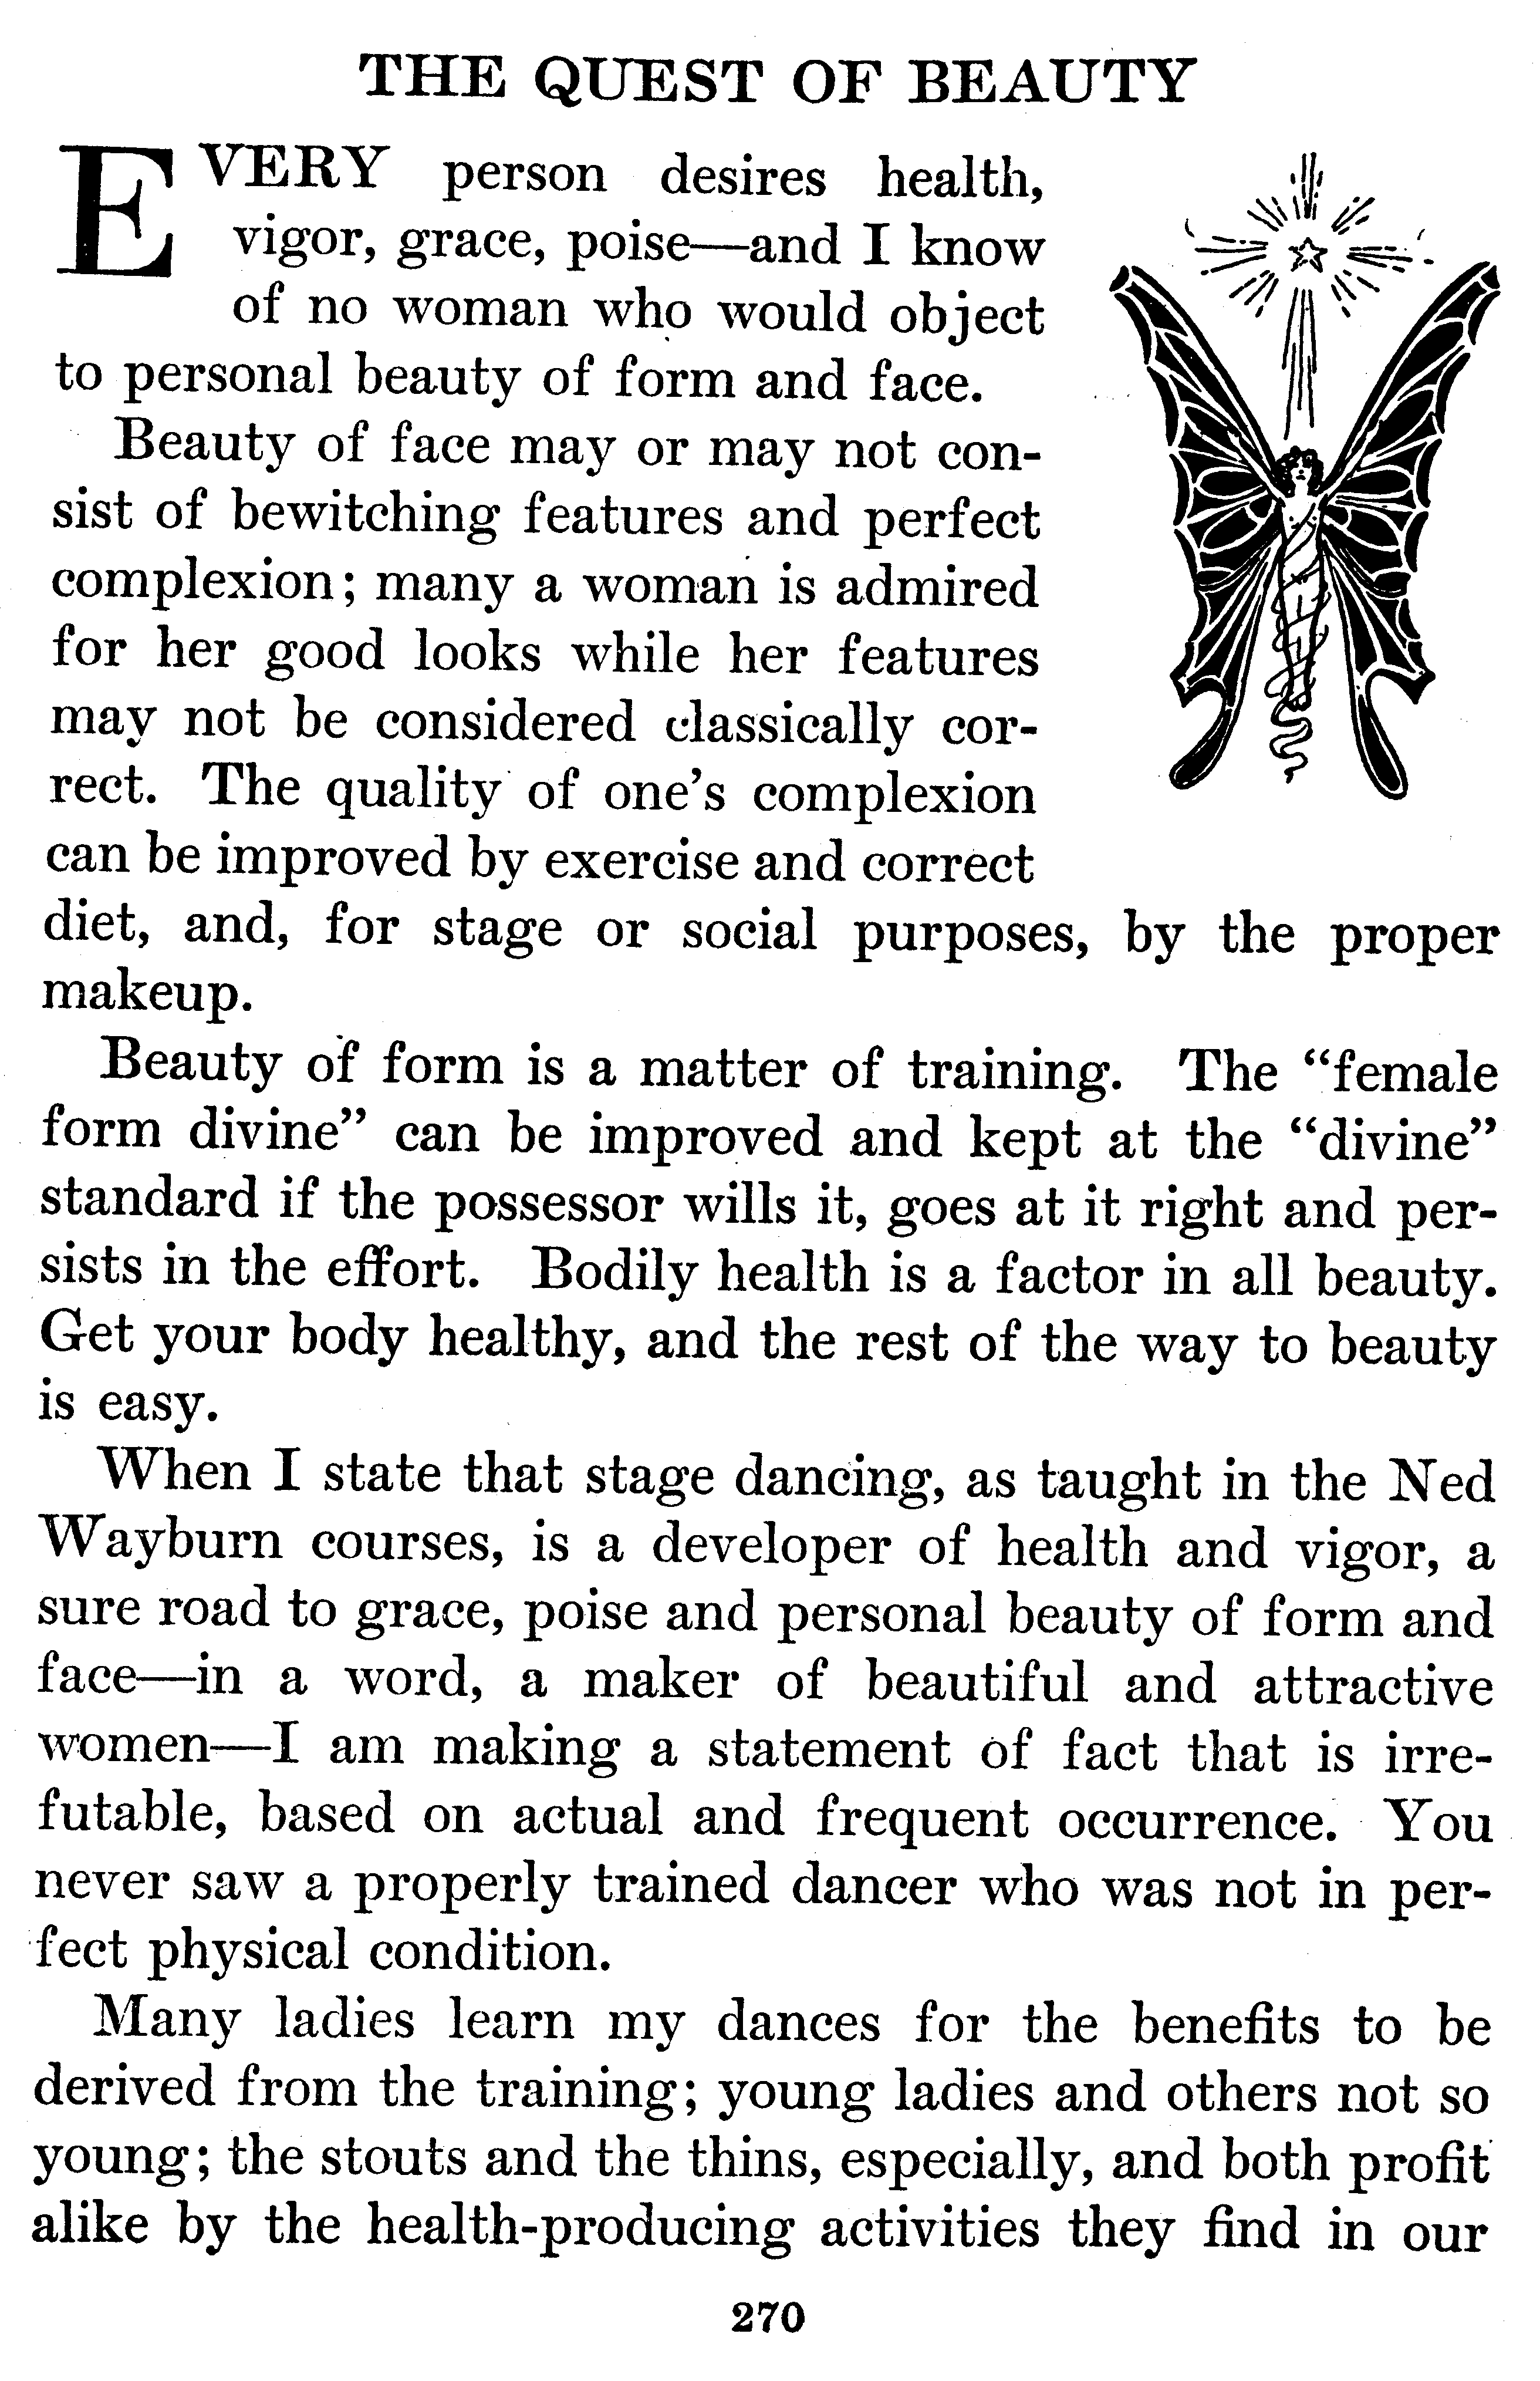 THE QUEST OF BEAUTY
EVERY person desires health,
vigor, grace, poise—and I know
of no woman who would object
to personal beauty of form and face.
Beauty of face may or may not con-
sist of bewitching features and perfect
complexion; many a woman is admired
for her good looks while her features
may not be considered classically cor-
rect. The quality of one's complexion
can be improved by exercise and correct
diet, and, for stage or social purposes, by the proper
makeup.
Beauty of form is a matter of training. The “female
form divine” can be improved and kept at the “divine”
standard if the possessor wills it, goes at it right and per-
sists in the effort. Bodily health is a factor in all beauty.
Get your body healthy, and the rest of the way to beauty
is easy.
When I state that stage dancing, as taught in the Ned
Wayburn courses, is a developer of health and vigor, a
sure road to grace, poise and personal beauty of form and
face—in a word, a maker of beautiful and attractive
women—I am making a statement of fact that is irre-
futable, based on actual and frequent occurrence. You
never saw a properly trained dancer who was not in per-
fect physical condition.
Many ladies learn my dances for the benefits to be
derived from the training; young ladies and others not so
young; the stouts and the thins, especially, and both profit
alike by the health-producing activities they find in our
270